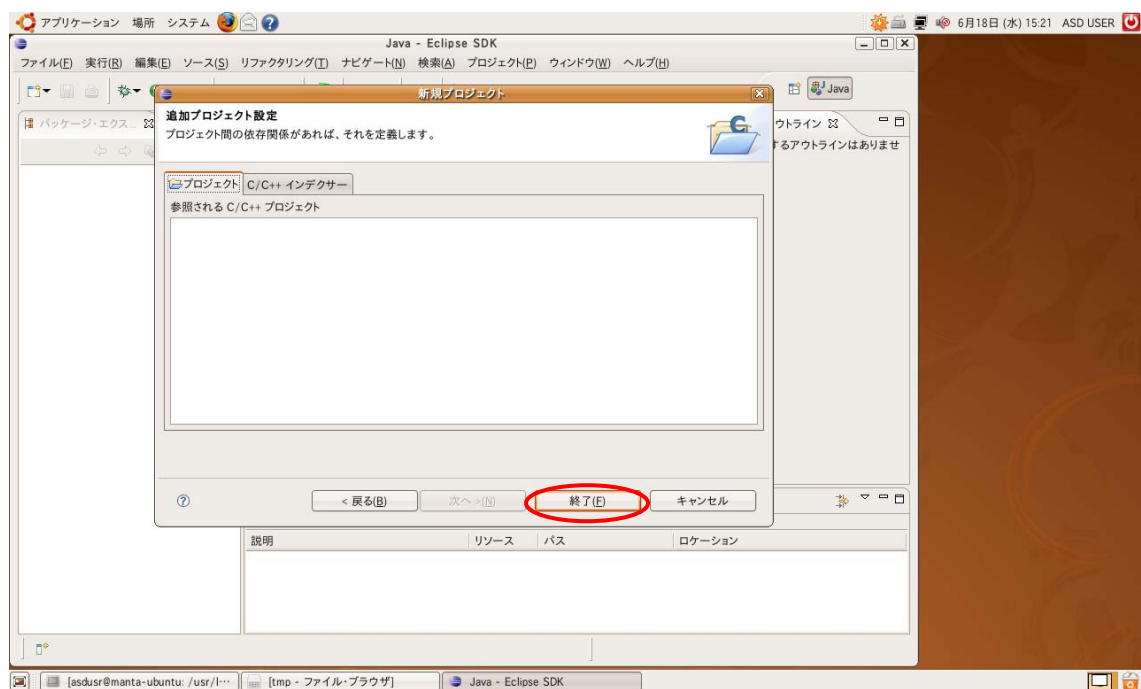 アプリケーション 場所 システム 6月18日 (水) 15:21 ASD USER
Java - Eclipse SDK
ファイル(F) 実行(R) 編集(E) ソース(S) リファクタリング(T) ナビゲート(N) 検索(A) プロジェクト(P) ウィンドウ(W) ヘルプ(H)
Java
新規プロジェクト
パッケージ・エクス...
追加プロジェクト設定
プロジェクト間の依存関係があれば、それを定義します。
ウトライン
するアウトラインはありませ
プロジェクト C/C++ インデクサー
参照される C/C++ プロジェクト
< 戻る(B) 次へ >(N) 終了(F) キャンセル
説明 リソース パス ロケーション
[asdusr@manta-ubuntu: /usr/l… [tmp - ファイル・ブラウザ] Java - Eclipse SDK